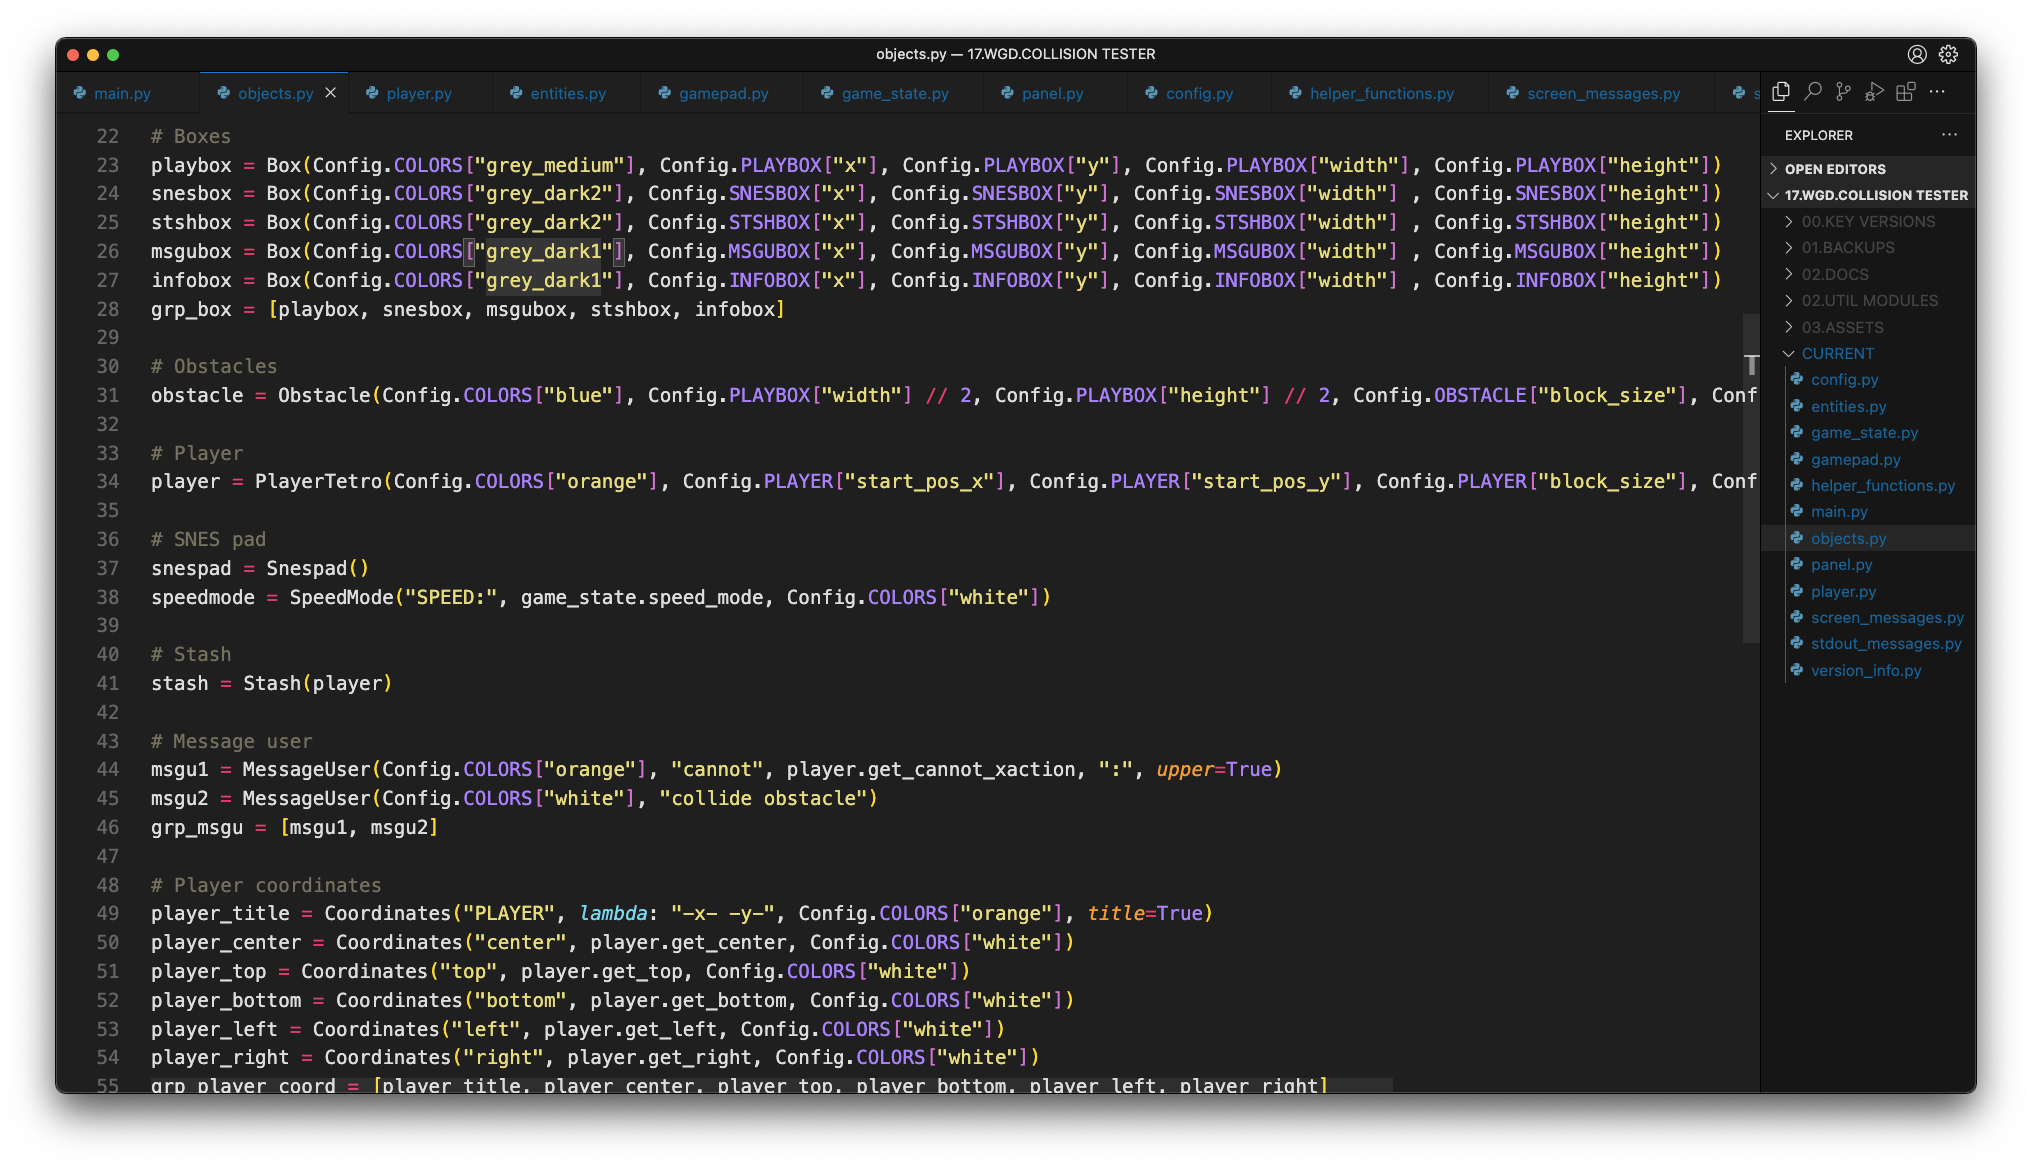 objects.py — 17.WGD.COLLISION TESTER
main.py objects.py player.py entities.py gamepad.py game_state.py panel.py config.py helper_functions.py screen_messages.py s
22 # Boxes
23 playbox = Box(Config.COLORS["grey_medium"], Config.PLAYBOX["x"], Config.PLAYBOX["y"], Config.PLAYBOX["width"], Config.PLAYBOX["height"])
24 snesbox = Box(Config.COLORS["grey_dark2"], Config.SNESBOX["x"], Config.SNESBOX["y"], Config.SNESBOX["width"] , Config.SNESBOX["height"])
25 stshbox = Box(Config.COLORS["grey_dark2"], Config.STSHBOX["x"], Config.STSHBOX["y"], Config.STSHBOX["width"] , Config.STSHBOX["height"])
26 msgubox = Box(Config.COLORS["grey_dark1"], Config.MSGUBOX["x"], Config.MSGUBOX["y"], Config.MSGUBOX["width"] , Config.MSGUBOX["height"])
27 infobox = Box(Config.COLORS["grey_dark1"], Config.INFOBOX["x"], Config.INFOBOX["y"], Config.INFOBOX["width"] , Config.INFOBOX["height"])
28 grp_box = [playbox, snesbox, msgubox, stshbox, infobox]
29
30 # Obstacles
31 obstacle = Obstacle(Config.COLORS["blue"], Config.PLAYBOX["width"] // 2, Config.PLAYBOX["height"] // 2, Config.OBSTACLE["block_size"], Conf
32
33 # Player
34 player = PlayerTetro(Config.COLORS["orange"], Config.PLAYER["start_pos_x"], Config.PLAYER["start_pos_y"], Config.PLAYER["block_size"], Conf
35
36 # SNES pad
37 snespad = Snespad()
38 speedmode = SpeedMode("SPEED:", game_state.speed_mode, Config.COLORS["white"])
39
40 # Stash
41 stash = Stash(player)
42
43 # Message user
44 msgu1 = MessageUser(Config.COLORS["orange"], "cannot", player.get_cannot_xaction, ":", upper=True)
45 msgu2 = MessageUser(Config.COLORS["white"], "collide obstacle")
46 grp_msgu = [msgu1, msgu2]
47
48 # Player coordinates
49 player_title = Coordinates("PLAYER", lambda: "-x- -y-", Config.COLORS["orange"], title=True)
50 player_center = Coordinates("center", player.get_center, Config.COLORS["white"])
51 player_top = Coordinates("top", player.get_top, Config.COLORS["white"])
52 player_bottom = Coordinates("bottom", player.get_bottom, Config.COLORS["white"])
53 player_left = Coordinates("left", player.get_left, Config.COLORS["white"])
54 player_right = Coordinates("right", player.get_right, Config.COLORS["white"])
55 grp_player_coord = [player_title, player_center, player_top, player_bottom, player_left, player_right]
EXPLORER
OPEN EDITORS
17.WGD.COLLISION TESTER
00.KEY VERSIONS
01.BACKUPS
02.DOCS
02.UTIL MODULES
03.ASSETS
CURRENT
config.py
entities.py
game_state.py
gamepad.py
helper_functions.py
main.py
objects.py
panel.py
player.py
screen_messages.py
stdout_messages.py
version_info.py